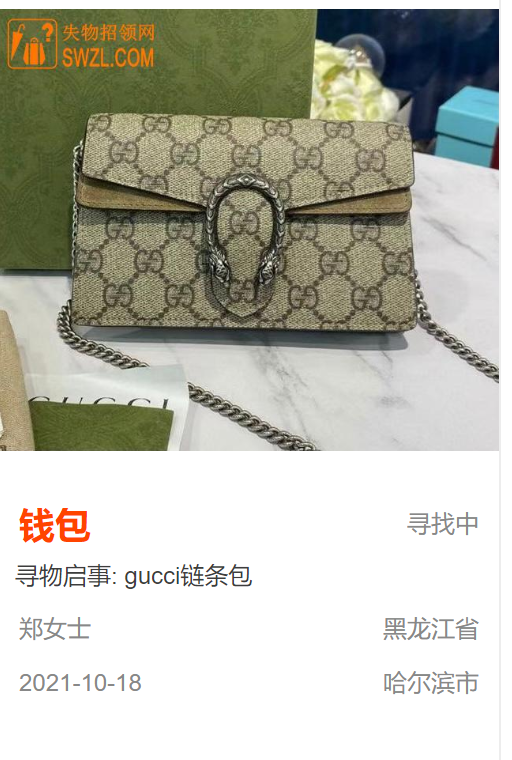 失物招领网
SWZL.COM
GUCCI
钱包
寻找中
寻物启事: gucci链条包
郑女士
黑龙江省
2021-10-18
哈尔滨市